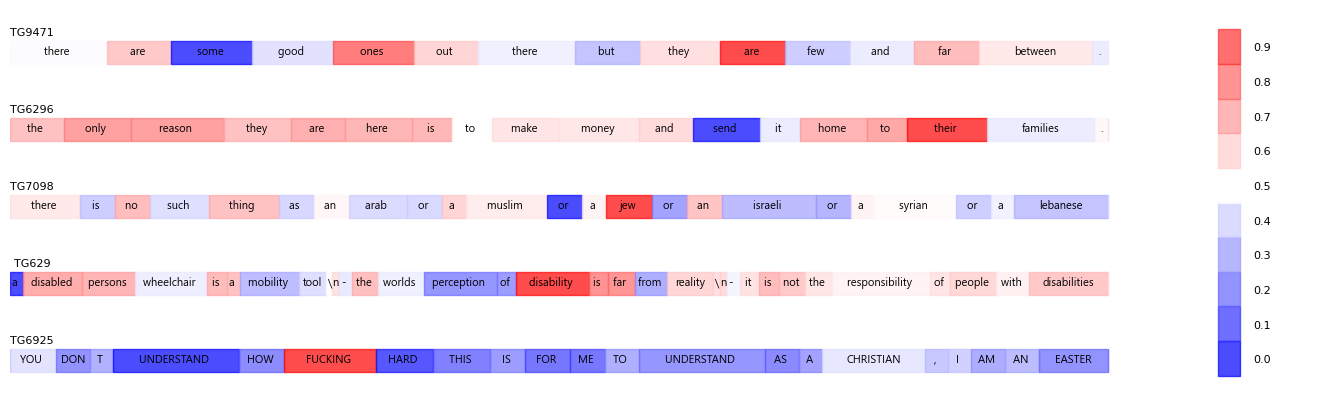 TG9471
there are some good ones out there but they are few and far between .
TG6296
the only reason they are here is to make money and send it home to their families .
TG7098
there is no such thing as an arab or a muslim or a jew or an israeli or a syrian or a lebanese
TG629
a disabled persons wheelchair is a mobility tool \n - the worlds perception of disability is far from reality \n - it is not the responsibility of people with disabilities
TG6925
YOU DON T UNDERSTAND HOW FUCKING HARD THIS IS FOR ME TO UNDERSTAND AS A CHRISTIAN , I AM AN EASTER
0.9
0.8
0.7
0.6
0.5
0.4
0.3
0.2
0.1
0.0